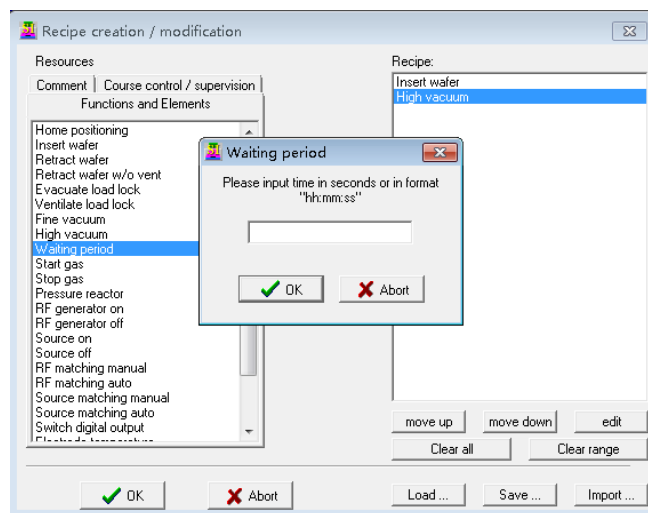 Recipe creation / modification
Resources
Recipe:
Comment
Course control / supervision
Functions and Elements
Home positioning
Insert wafer
Retract wafer
Retract wafer w/o vent
Evacuate load lock
Ventilate load lock
Fine vacuum
High vacuum
Waiting period
Start gas
Stop gas
Pressure reactor
RF generator on
RF generator off
Source on
Source off
RF matching manual
RF matching auto
Source matching manual
Source matching auto
Switch digital output
Electrode temperature
Insert wafer
High vacuum
Waiting period
Please input time in seconds or in format
"hh:mm:ss"
OK
Abort
move up
move down
edit
Clear all
Clear range
OK
Abort
Load ...
Save ...
Import ...